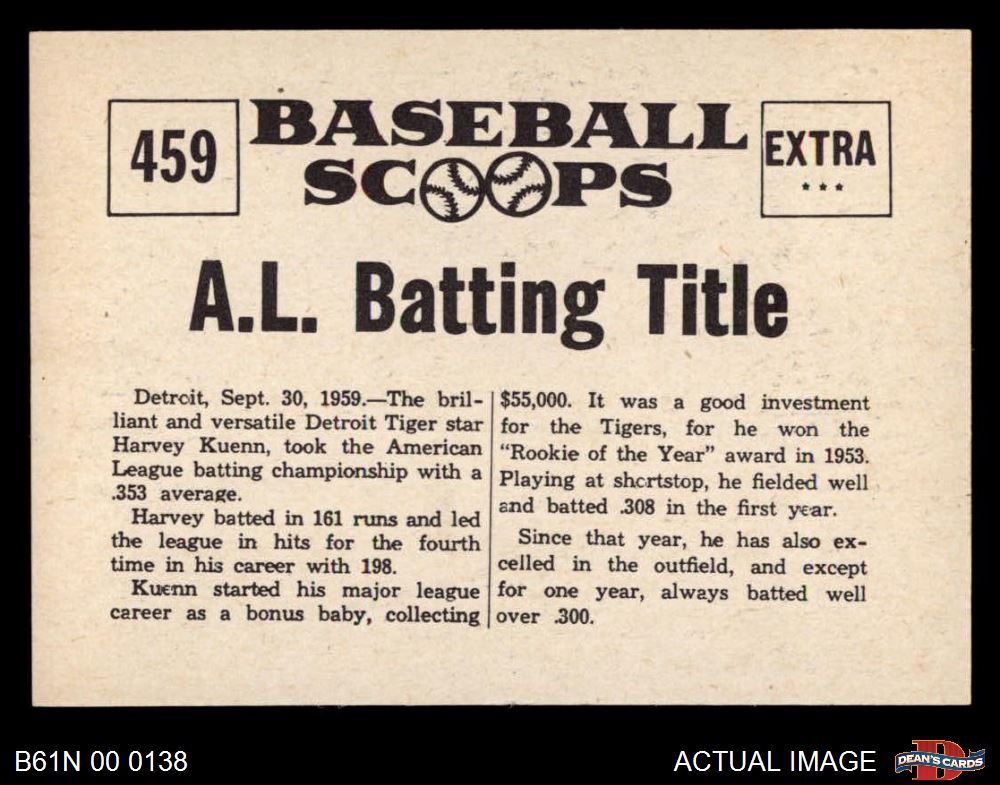 459
BASEBALL
SCOOPS
EXTRA
***
A.L. Batting Title
Detroit, Sept. 30, 1959.—The bril-
liant and versatile Detroit Tiger star
Harvey Kuenn, took the American
League batting championship with a
.353 average.
Harvey batted in 161 runs and led
the league in hits for the fourth
time in his career with 198.
Kuenn started his major league
career as a bonus baby, collecting
$55,000. It was a good investment
for the Tigers, for he won the
“Rookie of the Year” award in 1953.
Playing at shortstop, he fielded well
and batted .308 in the first year.
Since that year, he has also ex-
celled in the outfield, and except
for one year, always batted well
over .300.
B61N 00 0138
ACTUAL IMAGE
D
DEAN'S CARDS